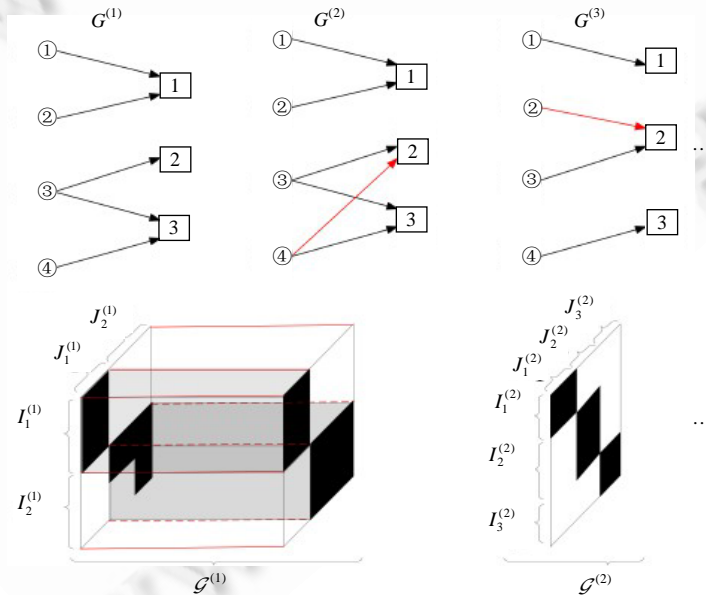 G^(1) G^(2) G^(3)
① 1 ① 1 ① 1
② ② ②
③ 2 ③ 2 ③ 2 ..
④ 3 ④ 3 ④ 3
J_2^(1) J_3^(2)
J_1^(1) J_2^(2)
J_1^(2)
I_1^(1) I_1^(2)
I_2^(1) I_2^(2) ..
I_3^(2)
𝒢^(1) 𝒢^(2)